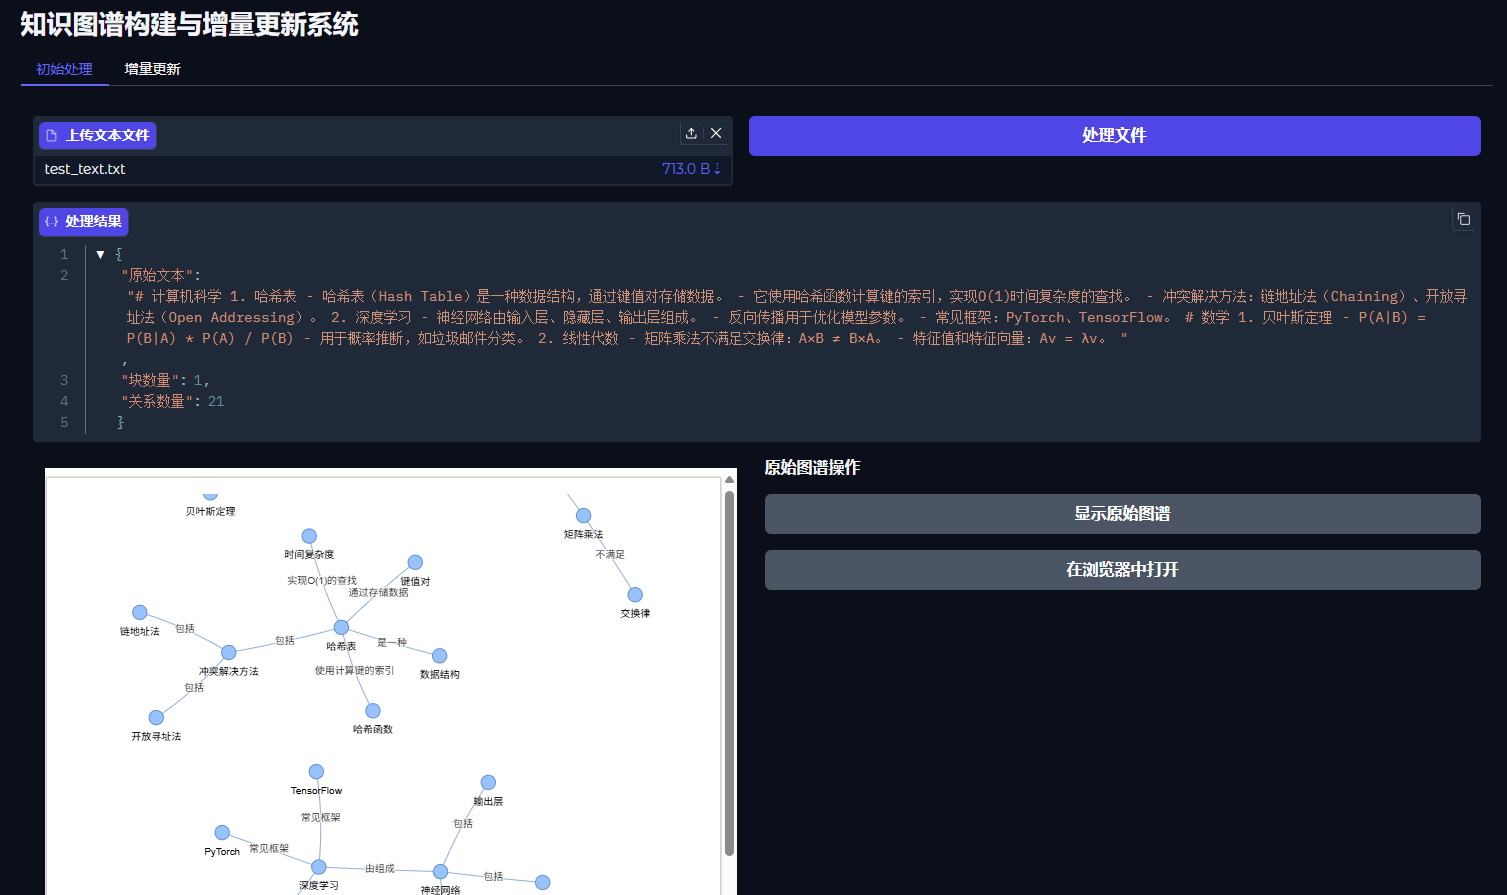 知识图谱构建与增量更新系统
初始处理 增量更新
上传文本文件
处理文件
test_text.txt 713.0 B ⇣
处理结果
1 ▼ {
2 "原始文本":
"# 计算机科学 1. 哈希表 - 哈希表（Hash Table）是一种数据结构，通过键值对存储数据。 - 它使用哈希函数计算键的索引，实现O(1)时间复杂度的查找。 - 冲突解决方法：链地址法（Chaining）、开放寻
址法（Open Addressing）。 2. 深度学习 - 神经网络由输入层、隐藏层、输出层组成。 - 反向传播用于优化模型参数。 - 常见框架：PyTorch、TensorFlow。 # 数学 1. 贝叶斯定理 - P(A|B) =
P(B|A) * P(A) / P(B) - 用于概率推断，如垃圾邮件分类。 2. 线性代数 - 矩阵乘法不满足交换律：A×B ≠ B×A。 - 特征值和特征向量：Av = λv。 "
,
3 "块数量": 1,
4 "关系数量": 21
5 }
原始图谱操作
显示原始图谱
在浏览器中打开
贝叶斯定理
矩阵乘法
时间复杂度
不满足
实现O(1)的查找
键值对
通过存储数据
交换律
链地址法
包括
包括
哈希表
是一种
冲突解决方法
使用计算键的索引
数据结构
包括
开放寻址法
哈希函数
TensorFlow
输出层
常见框架
包括
PyTorch
常见框架
由组成
包括
深度学习
神经网络